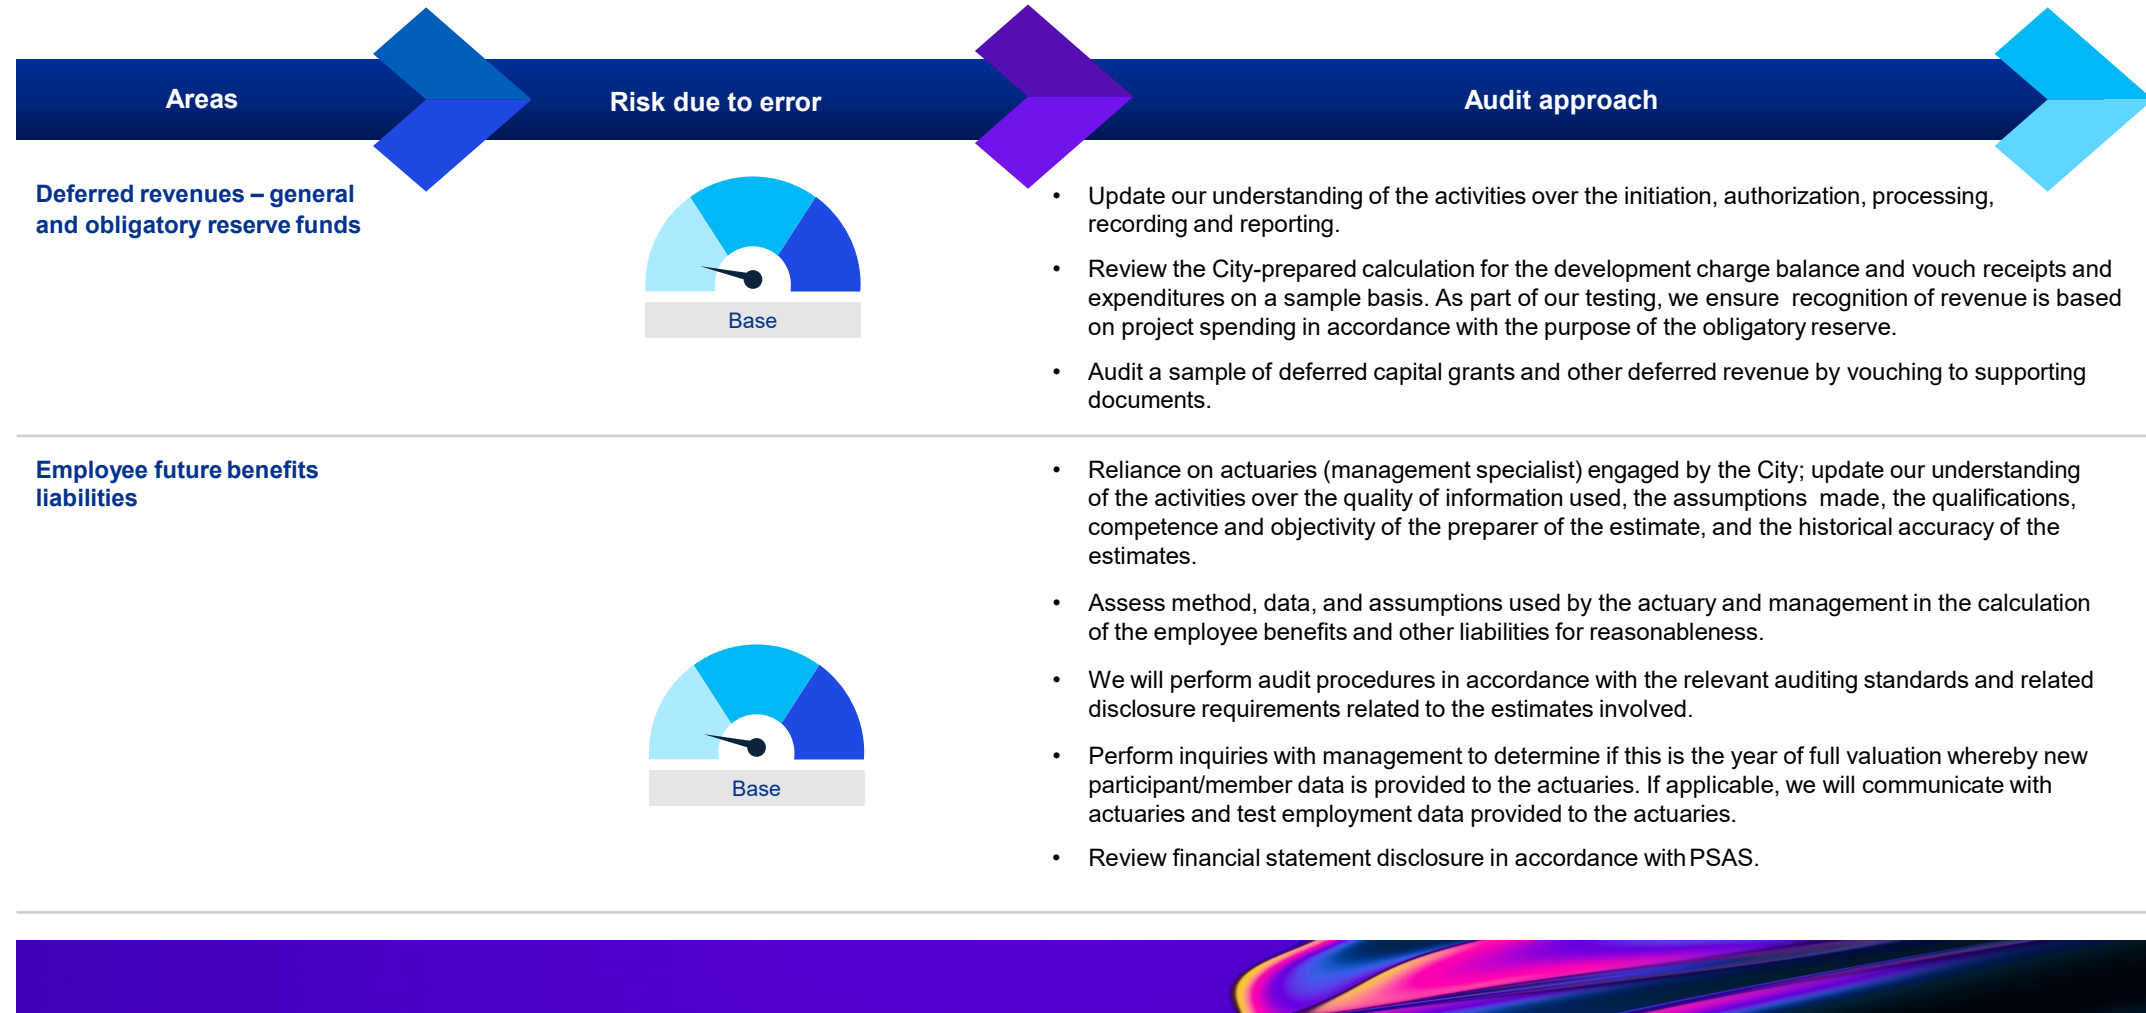 Areas
Risk due to error
Audit approach
Deferred revenues – general
and obligatory reserve funds
Base
• Update our understanding of the activities over the initiation, authorization, processing,
recording and reporting.
• Review the City-prepared calculation for the development charge balance and vouch receipts and
expenditures on a sample basis. As part of our testing, we ensure  recognition of revenue is based
on project spending in accordance with the purpose of the obligatory reserve.
• Audit a sample of deferred capital grants and other deferred revenue by vouching to supporting
documents.
Employee future benefits
liabilities
Base
• Reliance on actuaries (management specialist) engaged by the City; update our understanding
of the activities over the quality of information used, the assumptions  made, the qualifications,
competence and objectivity of the preparer of the estimate, and the historical accuracy of the
estimates.
• Assess method, data, and assumptions used by the actuary and management in the calculation
of the employee benefits and other liabilities for reasonableness.
• We will perform audit procedures in accordance with the relevant auditing standards and related
disclosure requirements related to the estimates involved.
• Perform inquiries with management to determine if this is the year of full valuation whereby new
participant/member data is provided to the actuaries. If applicable, we will communicate with
actuaries and test employment data provided to the actuaries.
• Review financial statement disclosure in accordance with PSAS.